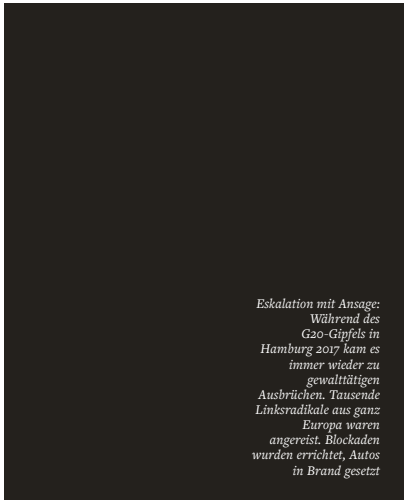 Eskalation mit Ansage:
Während des
G20-Gipfels in
Hamburg 2017 kam es
immer wieder zu
gewalttätigen
Ausbrüchen. Tausende
Linksradikale aus ganz
Europa waren
angereist. Blockaden
wurden errichtet, Autos
in Brand gesetzt